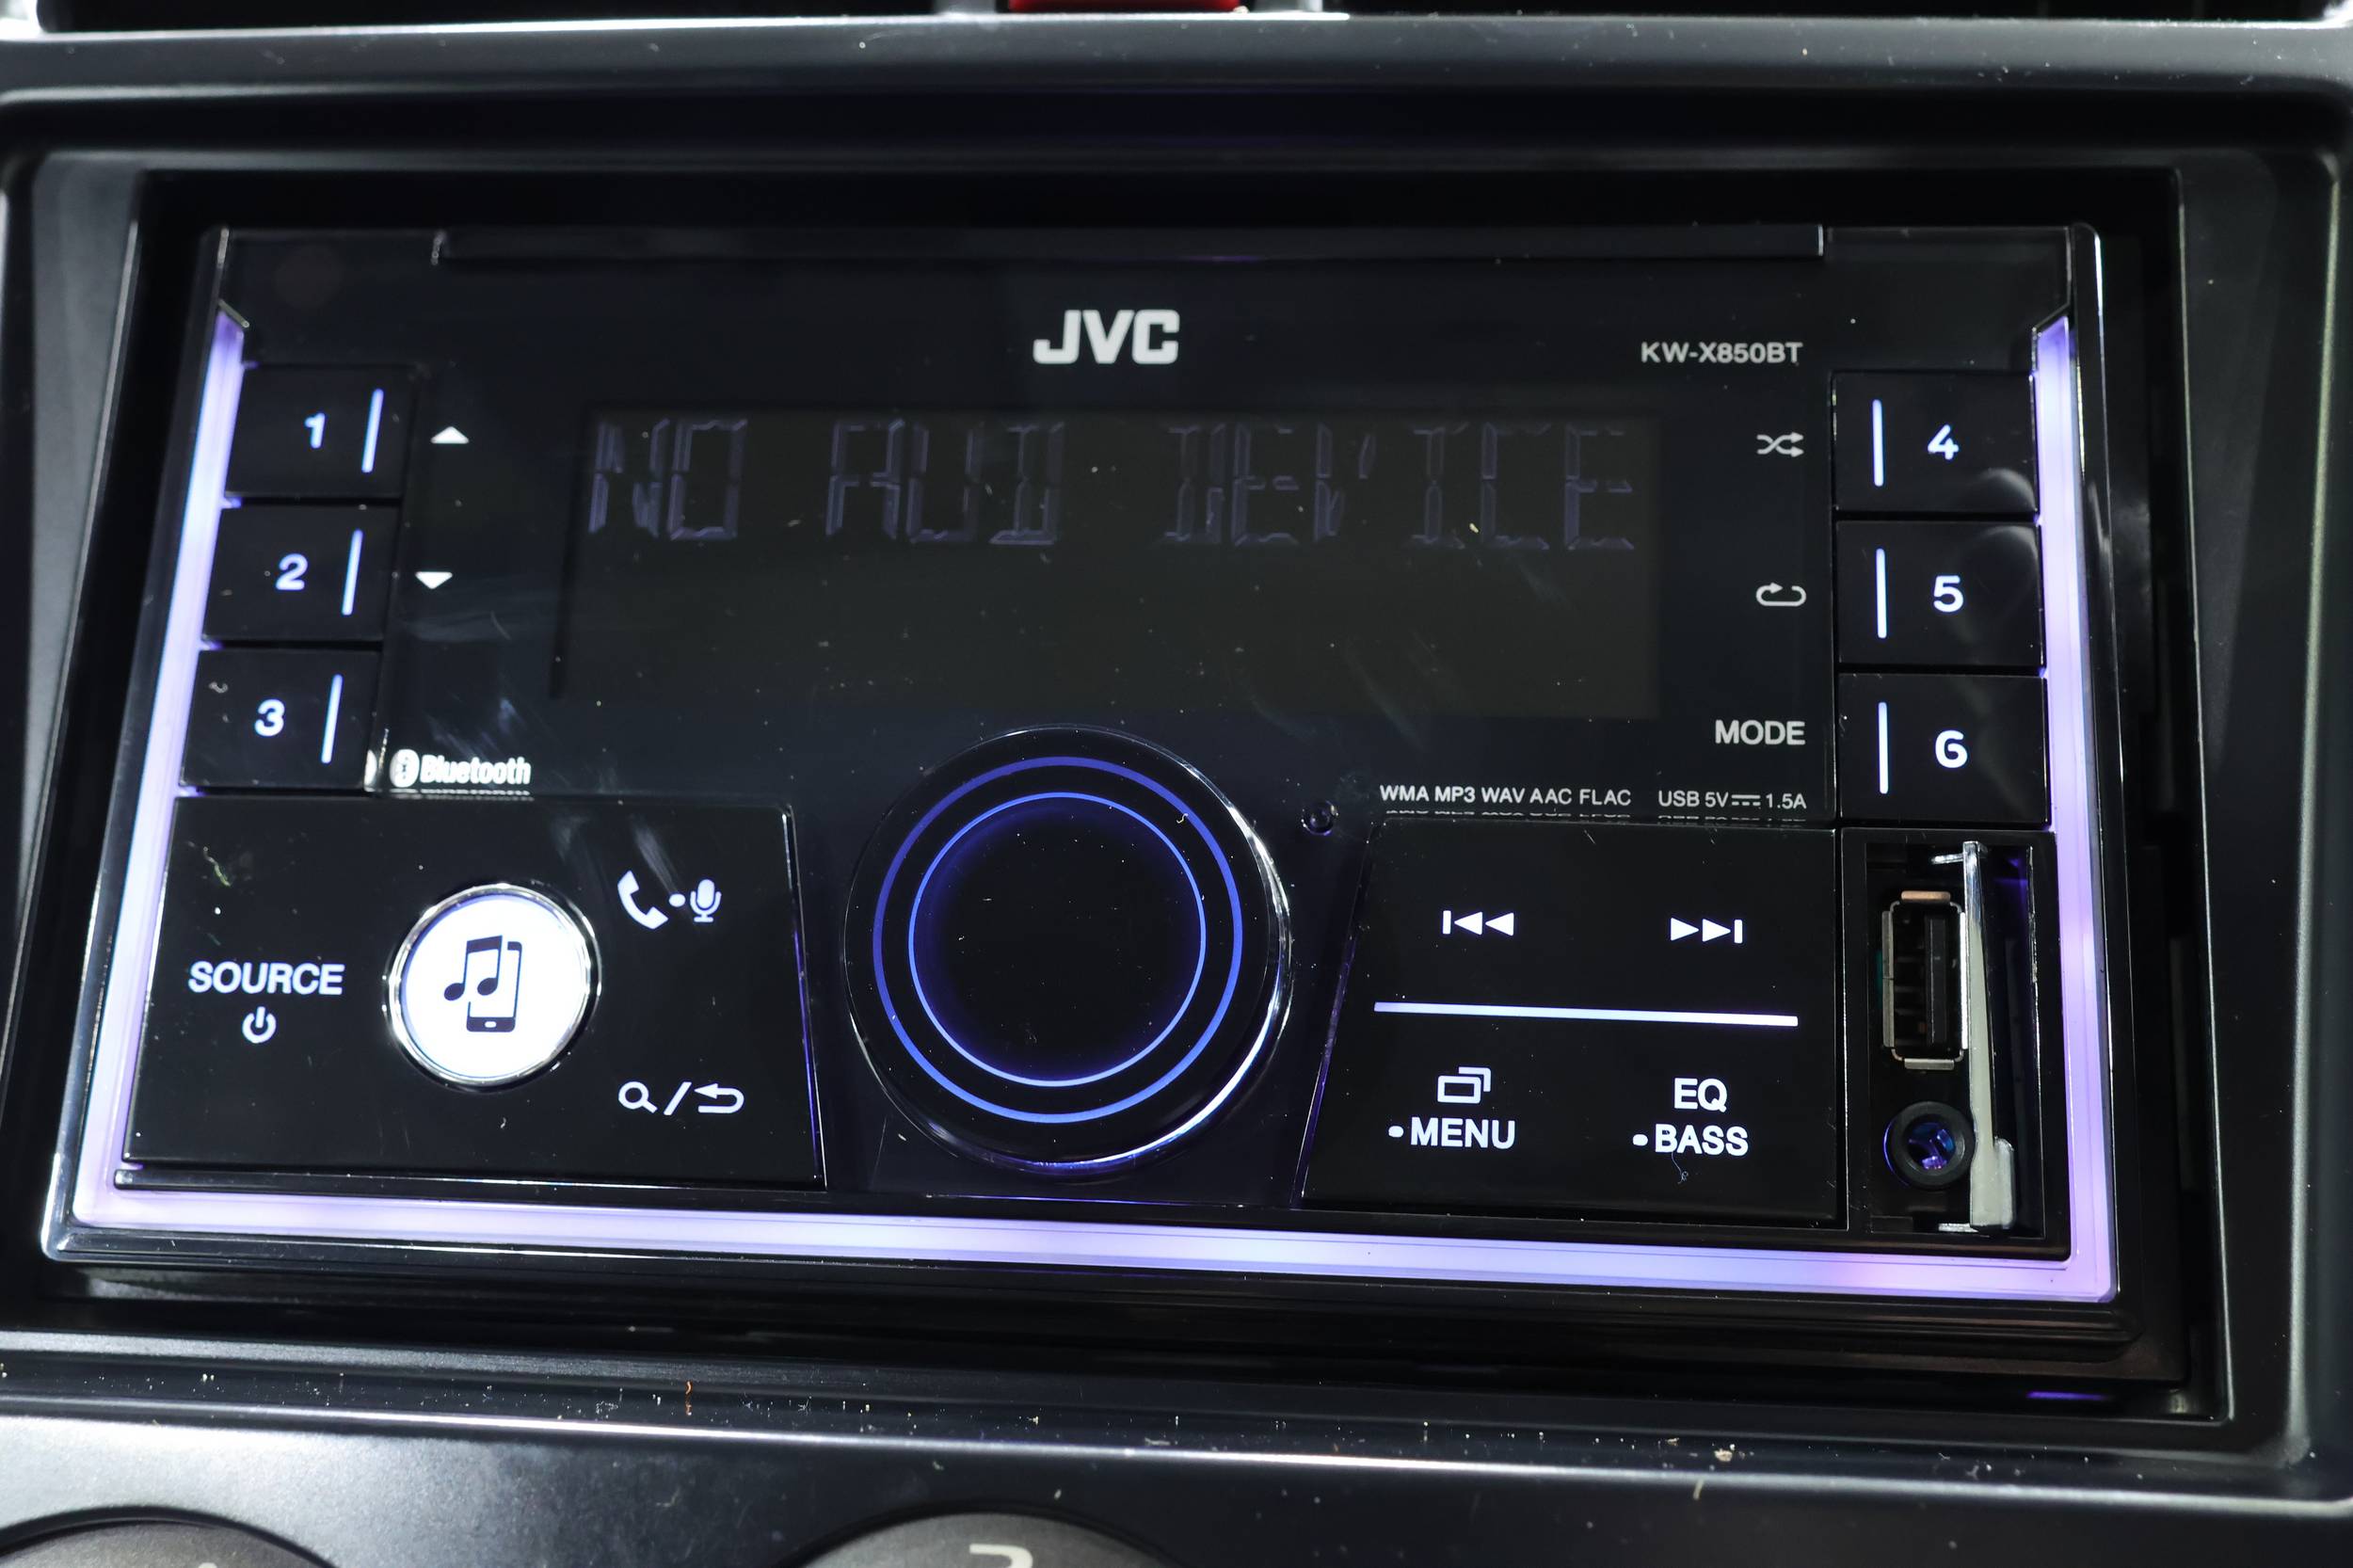 JVC
KW-X850BT
NO AUD DEVICE
1
2
3
4
5
6
MODE
Bluetooth
WMA MP3 WAV AAC FLAC
USB 5V 1.5A
SOURCE
MENU
EQ
BASS